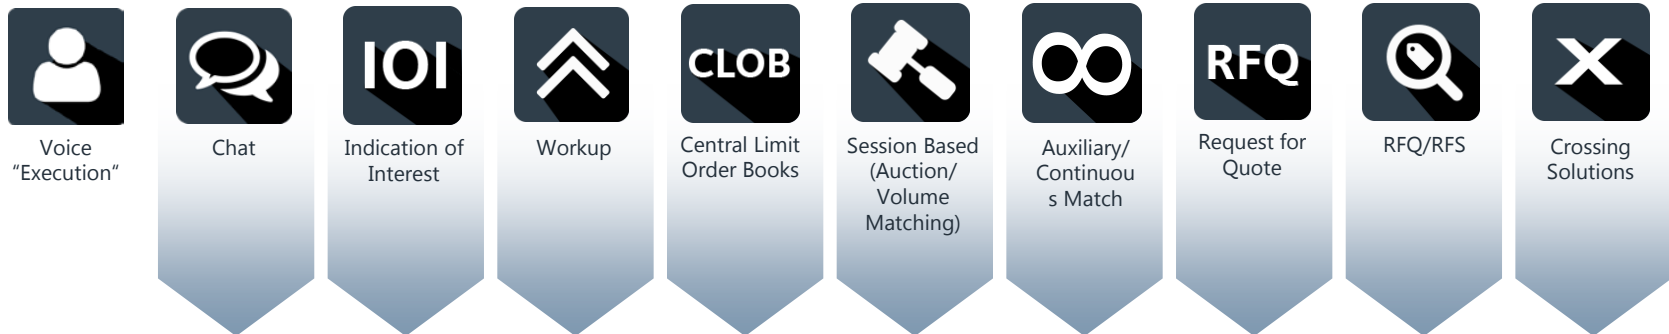 IOI
CLOB
RFQ
Voice
“Execution“
Chat
Indication of
Interest
Workup
Central Limit
Order Books
Session Based
(Auction/
Volume
Matching)
Auxiliary/
Continuou
s Match
Request for
Quote
RFQ/RFS
Crossing
Solutions